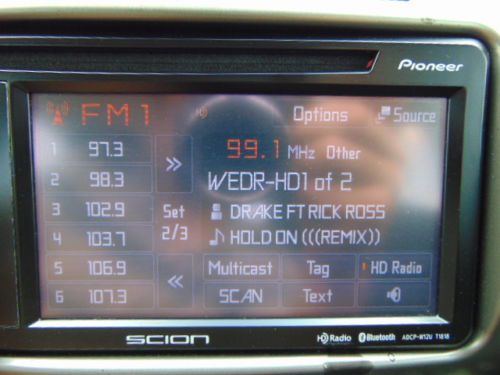 Pioneer
FM1 Options Source
1 97.3
2 98.3
3 102.9
4 103.7
5 106.9
6 107.3
>>
Set
2/3
<<
99.1 MHz Other
WEDR-HD1 of 2
DRAKE FT RICK ROSS
HOLD ON (((REMIX))
Multicast Tag HD Radio
SCAN Text
SCION HD Radio Bluetooth ADCP-W12U T1818